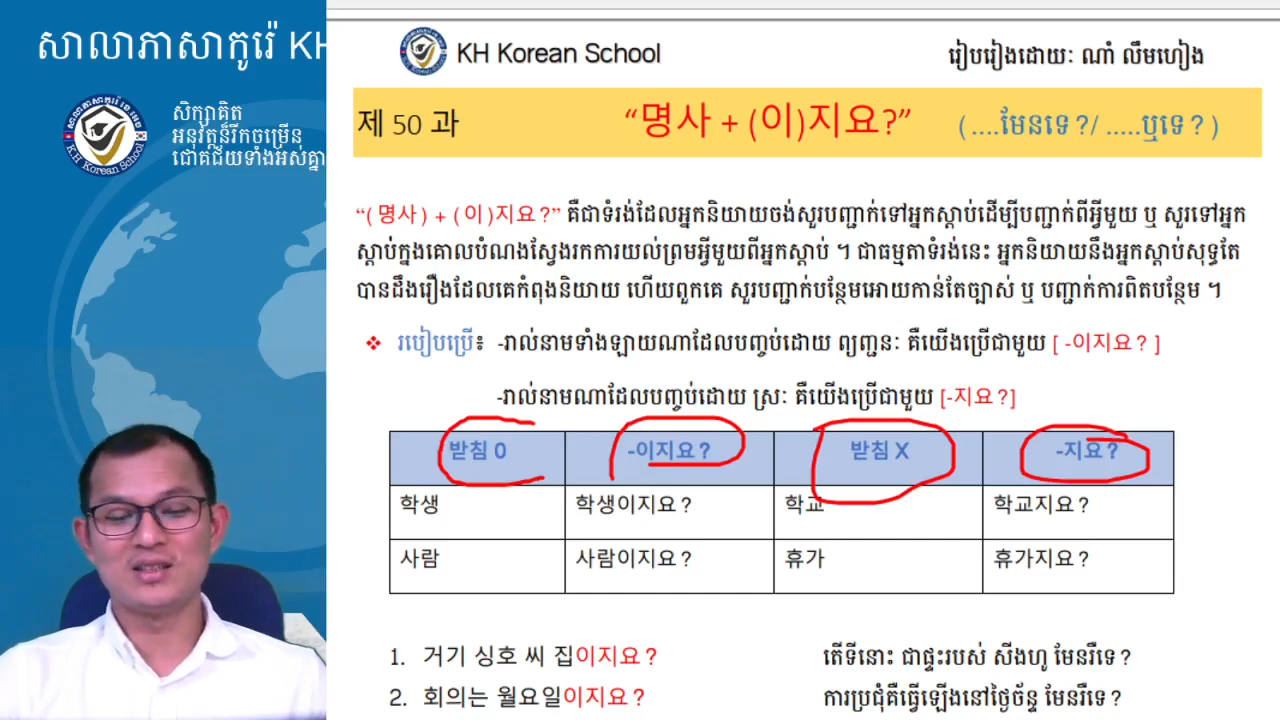 សាលាភាសាកូរ៉េ KH
សិក្សាគិត
អនុវត្តន៍រីកចម្រើន
ជោគជ័យទាំងអស់គ្នា
KH Korean School
រៀបរៀងដោយៈ ណាំ លឹមហៀង
제 50 과 “명사 + (이)지요?” (....មែនទេ?/ .....ឬទេ?)
“(명사) + (이)지요?” គឺជាទំរង់ដែលអ្នកនិយាយចង់សួរបញ្ជាក់ទៅអ្នកស្តាប់ដើម្បីបញ្ជាក់ពីអ្វីមួយ ឬ សួរទៅអ្នក
ស្តាប់ក្នុងគោលបំណងស្វែងរកការយល់ព្រមអ្វីមួយពីអ្នកស្តាប់ ។ ជាធម្មតាទំរង់នេះ អ្នកនិយាយនឹងអ្នកស្តាប់សុទ្ធតែ
បានដឹងរឿងដែលគេកំពុងនិយាយ ហើយពួកគេ សួរបញ្ជាក់បន្ថែមអោយកាន់តែច្បាស់ ឬ បញ្ជាក់ការពិតបន្ថែម ។
❖ របៀបប្រើ៖ -រាល់នាមទាំងឡាយណាដែលបញ្ចប់ដោយ ព្យញ្ជនៈ គឺយើងប្រើជាមួយ [ -이지요? ]
-រាល់នាមណាដែលបញ្ចប់ដោយ ស្រៈ គឺយើងប្រើជាមួយ [-지요?]
받침 0 -이지요? 받침 X -지요?
학생 학생이지요? 학교 학교지요?
사람 사람이지요? 휴가 휴가지요?
1. 거기 싱호 씨 집이지요? តើទីនោះ ជាផ្ទះរបស់ ស៊ីងហូ មែនរឺទេ?
2. 회의는 월요일이지요? ការប្រជុំគឺធ្វើឡើងនៅថ្ងៃច័ន្ទ មែនរឺទេ?